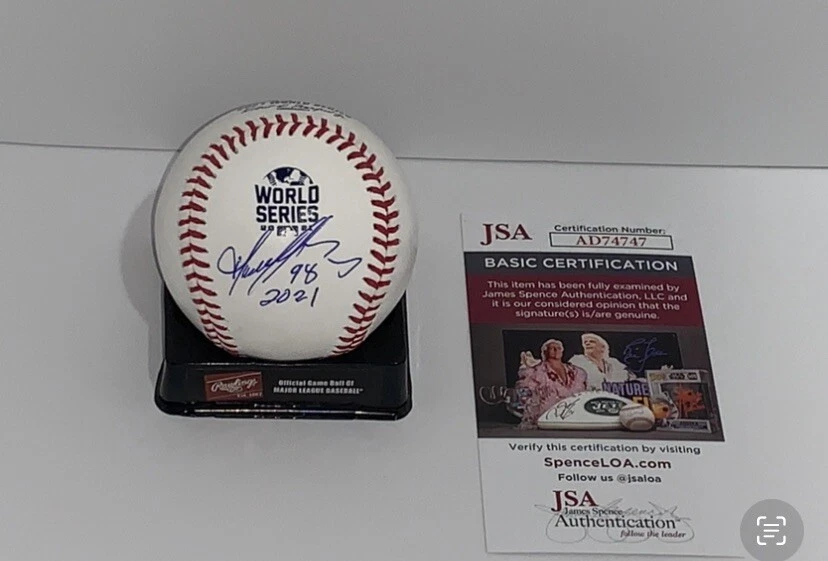 WORLD
SERIES
98
2021
Rawlings
Official Game Ball Of
MAJOR LEAGUE BASEBALL
JSA
Certification Number:
AD74747
BASIC CERTIFICATION
This item has been fully examined by
James Spence Authentication, LLC and
it is our considered opinion that the
signature(s) is/are genuine.
NATURE
JETS
Verify this certification by visiting
SpenceLOA.com
Follow us @jsaloa
JSA
James Spence
Authentication
follow the leader